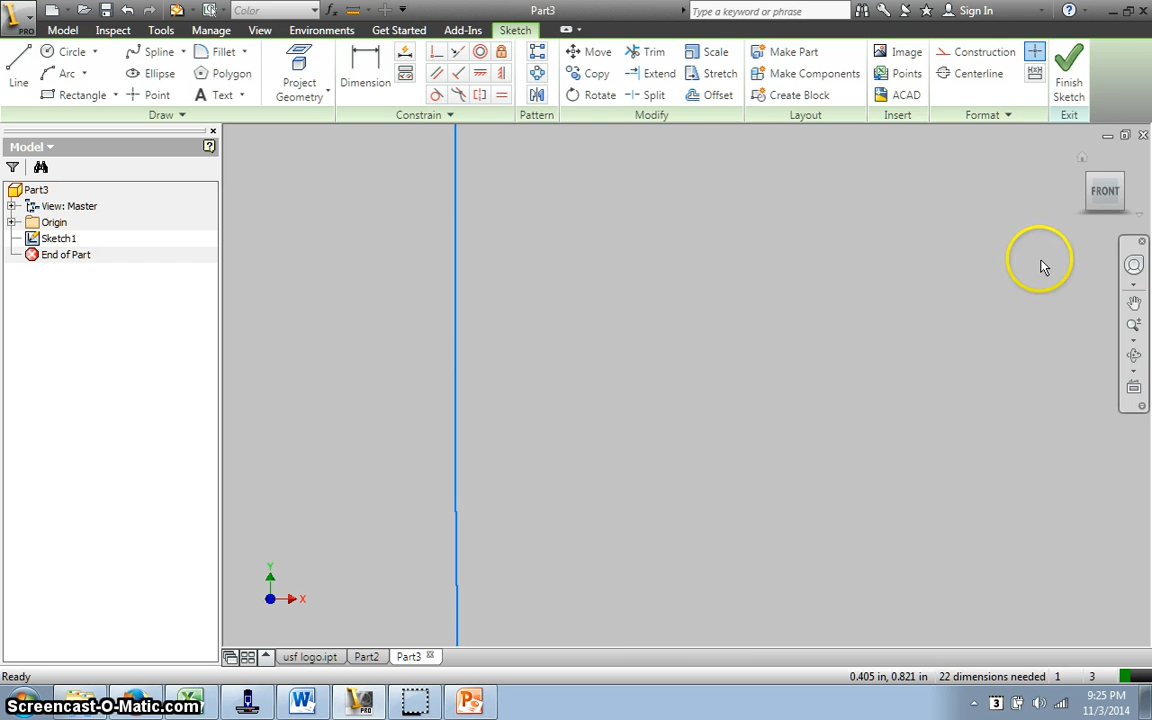 PRO
Color
Part3
Type a keyword or phrase
Sign In
Model Inspect Tools Manage View Environments Get Started Add-Ins Sketch
Line
Circle
Arc
Rectangle
Spline
Ellipse
Point
Fillet
Polygon
Text
Draw
Project
Geometry
Dimension
Constrain
Pattern
Move
Copy
Rotate
Trim
Extend
Split
Scale
Stretch
Offset
Modify
Make Part
Make Components
Create Block
Layout
Image
Points
ACAD
Insert
Construction
Centerline
Format
Finish
Sketch
Exit
Model
Part3
View: Master
Origin
Sketch1
End of Part
FRONT
Y
X
usf logo.ipt Part2 Part3
Ready
0.405 in, 0.821 in 22 dimensions needed 1 3
PRO
3
9:25 PM
11/3/2014
Screencast-O-Matic.com